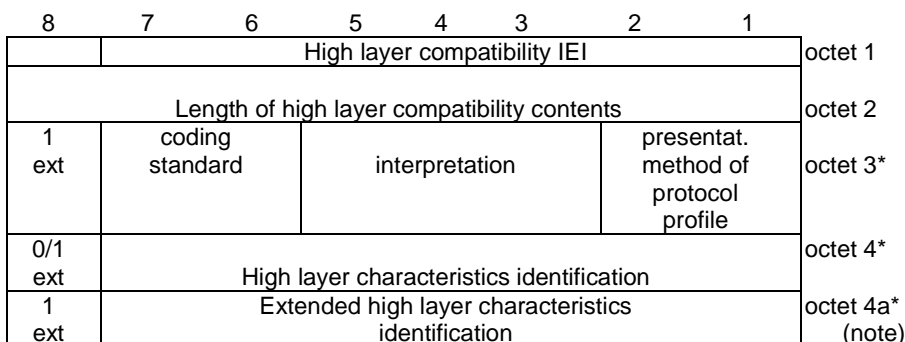 8 7 6 5 4 3 2 1
High layer compatibility IEI octet 1
Length of high layer compatibility contents octet 2
1 coding presentat.
ext standard interpretation method of octet 3*
protocol
profile
0/1 octet 4*
ext High layer characteristics identification
1 Extended high layer characteristics octet 4a*
ext identification (note)